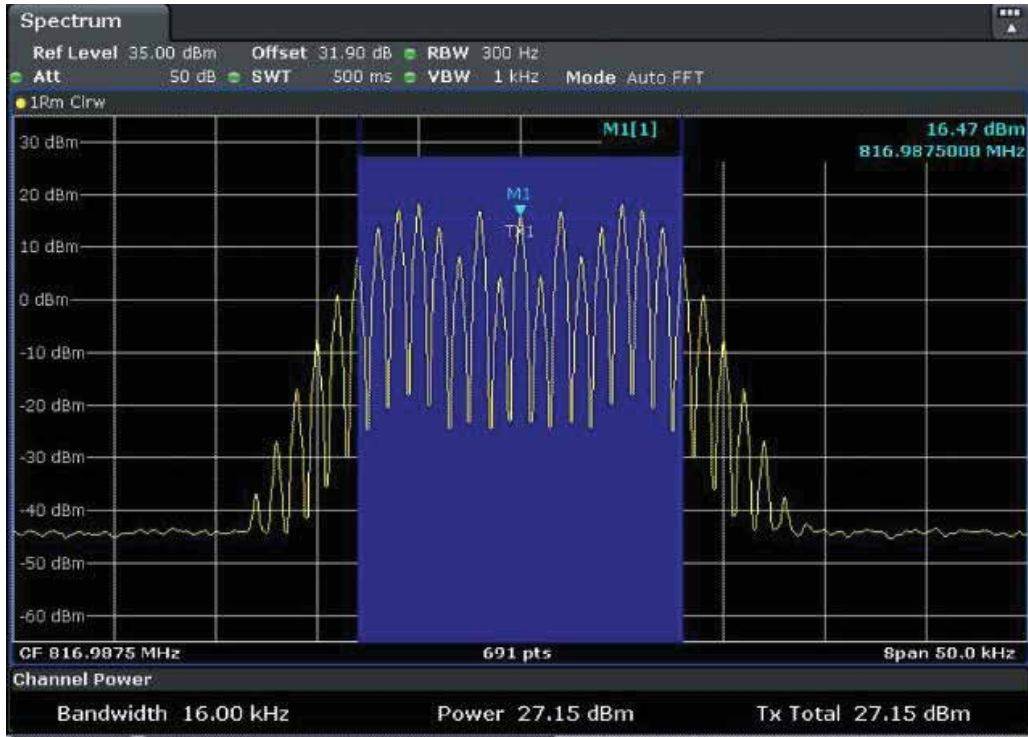 Spectrum
Ref Level 35.00 dBm Offset 31.90 dB RBW 300 Hz
Att 50 dB SWT 500 ms VBW 1 kHz Mode Auto FFT
1Rm Clrw
M1[1] 16.47 dBm
816.9875000 MHz
30 dBm
20 dBm
M1
TX1
10 dBm
0 dBm
-10 dBm
-20 dBm
-30 dBm
-40 dBm
-50 dBm
-60 dBm
CF 816.9875 MHz 691 pts Span 50.0 kHz
Channel Power
Bandwidth 16.00 kHz Power 27.15 dBm Tx Total 27.15 dBm